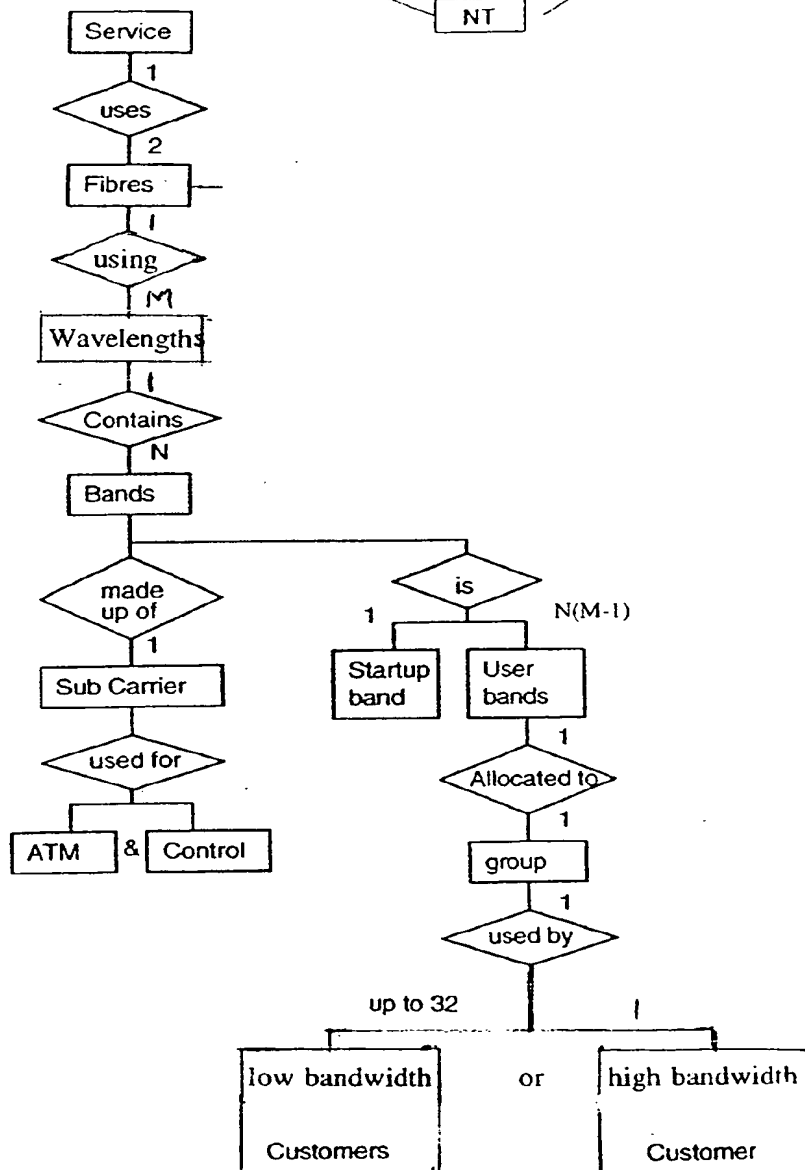 NT
Service
1
uses
2
Fibres
1
using
M
Wavelengths
1
Contains
N
Bands
made
up of
is
1
N(M-1)
1
Startup
band
User
bands
Sub Carrier
1
used for
Allocated to
1
ATM & Control
group
1
used by
up to 32
1
low bandwidth or high bandwidth
Customers
Customer